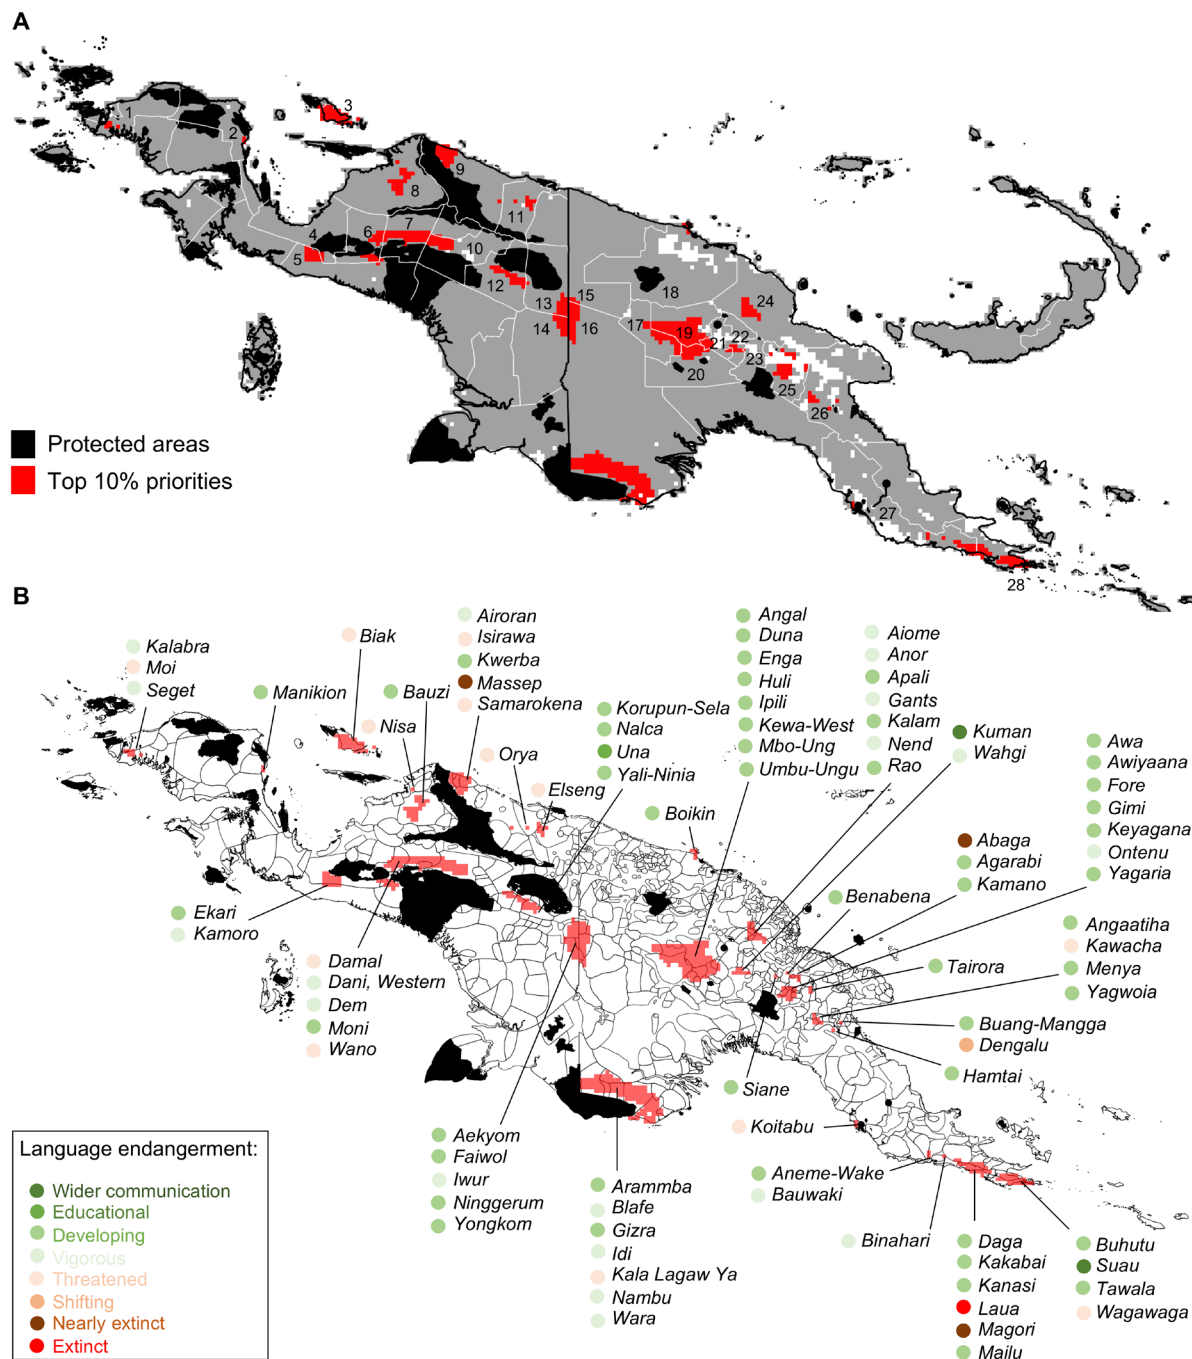 A
1
2
3
4
5
6
7
8
9
10
11
12
13
14
15
16
17
18
19
20
21
22
23
24
25
26
27
28
Protected areas
Top 10% priorities
B
Kalabra
Moi
Seget
Manikion
Biak
Nisa
Bauzi
Airoran
Isirawa
Kwerba
Massep
Samarokena
Orya
Elseng
Korupun-Sela
Nalca
Una
Yali-Ninia
Boikin
Angal
Duna
Enga
Huli
Ipili
Kewa-West
Mbo-Ung
Umbu-Ungu
Aiome
Anor
Apali
Gants
Kalam
Nend
Rao
Kuman
Wahgi
Benabena
Abaga
Agarabi
Kamano
Awa
Awiyaana
Fore
Gimi
Keyagana
Ontenu
Yagaria
Tairora
Angaatiha
Kawacha
Menya
Yagwoia
Buang-Mangga
Dengalu
Hamtai
Siane
Koitabu
Ekari
Kamoro
Damal
Dani, Western
Dem
Moni
Wano
Aekyom
Faiwol
Iwur
Ninggerum
Yongkom
Arammba
Blafe
Gizra
Idi
Kala Lagaw Ya
Nambu
Wara
Aneme-Wake
Bauwaki
Binahari
Daga
Kakabai
Kanasi
Laua
Magori
Mailu
Buhutu
Suau
Tawala
Wagawaga
Language endangerment:
Wider communication
Educational
Developing
Vigorous
Threatened
Shifting
Nearly extinct
Extinct